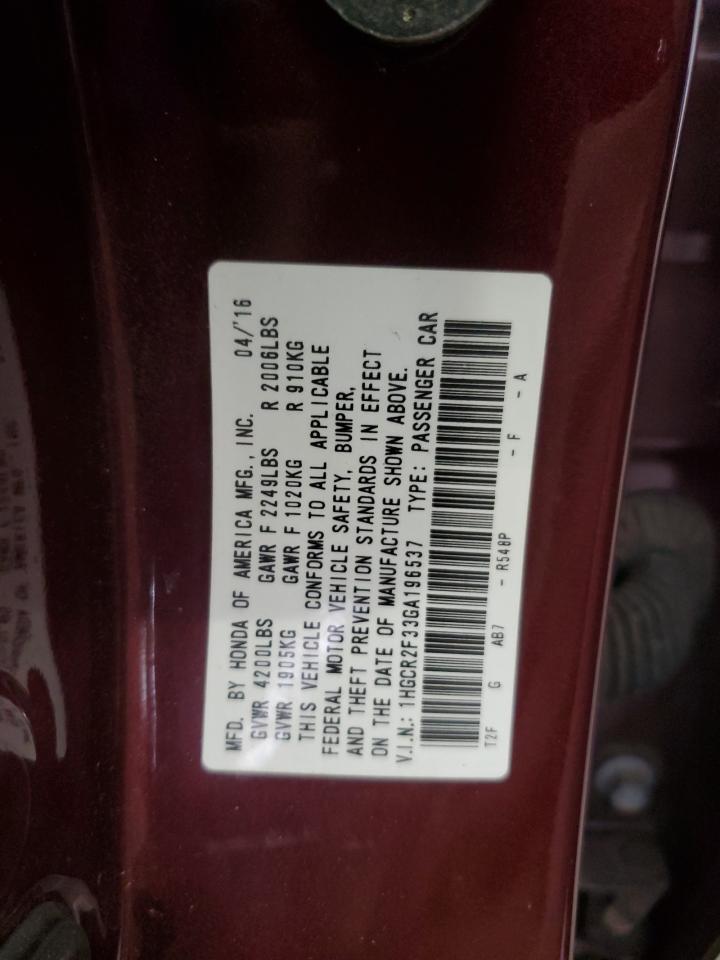 MFD. BY HONDA OF AMERICA MFG., INC. 04/'16
GVWR 4200LBS GAWR F 2249LBS R 2006LBS
GVWR 1905KG GAWR F 1020KG R 910KG
THIS VEHICLE CONFORMS TO ALL APPLICABLE
FEDERAL MOTOR VEHICLE SAFETY, BUMPER,
AND THEFT PREVENTION STANDARDS IN EFFECT
ON THE DATE OF MANUFACTURE SHOWN ABOVE.
V.I.N.: 1HGCR2F33GA196537 TYPE: PASSENGER CAR
T2F G AB7 - R548P - F - A